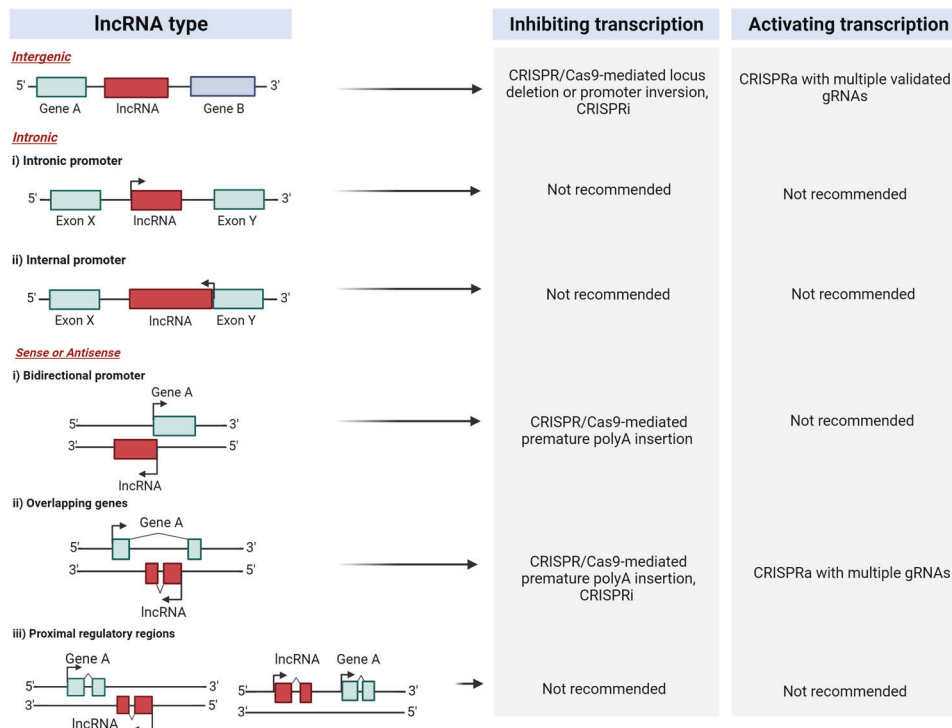 lncRNA type
Inhibiting transcription
Activating transcription
Intergenic
5'
3'
Gene A
lncRNA
Gene B
CRISPR/Cas9-mediated locus
deletion or promoter inversion,
CRISPRi
CRISPRa with multiple validated
gRNAs
Intronic
i) Intronic promoter
5'
3'
Exon X
lncRNA
Exon Y
Not recommended
Not recommended
ii) Internal promoter
5'
3'
Exon X
lncRNA
Exon Y
Not recommended
Not recommended
Sense or Antisense
i) Bidirectional promoter
Gene A
5'
3'
3'
5'
lncRNA
CRISPR/Cas9-mediated
premature polyA insertion
Not recommended
ii) Overlapping genes
Gene A
5'
3'
3'
5'
lncRNA
CRISPR/Cas9-mediated
premature polyA insertion,
CRISPRi
CRISPRa with multiple gRNAs
iii) Proximal regulatory regions
Gene A
5'
3'
3'
5'
lncRNA
lncRNA
Gene A
5'
3'
3'
5'
Not recommended
Not recommended